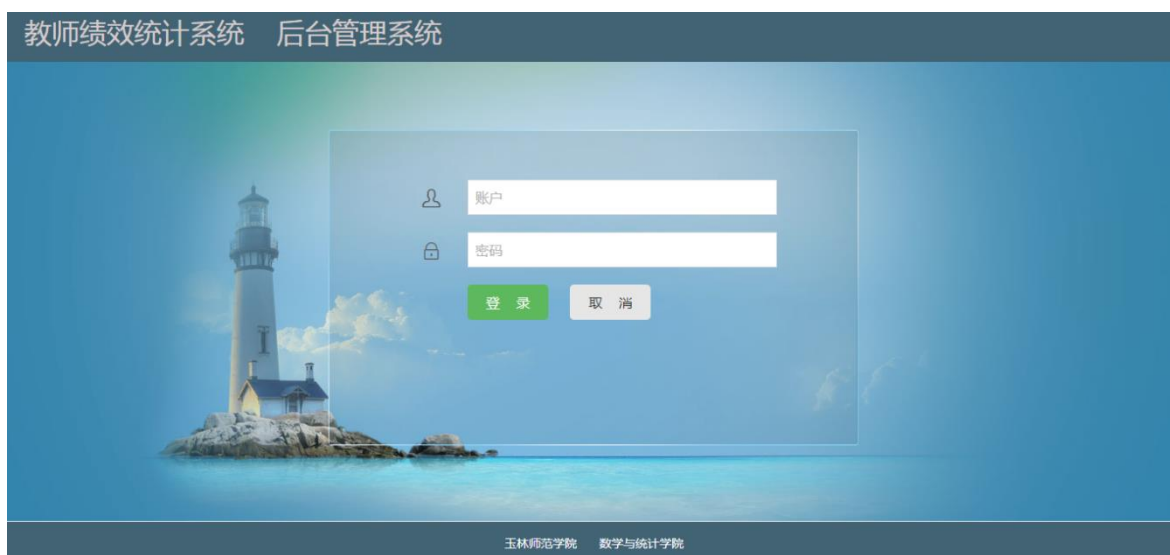 教师绩效统计系统 后台管理系统
账户
密码
登 录 取 消
玉林师范学院 数学与统计学院